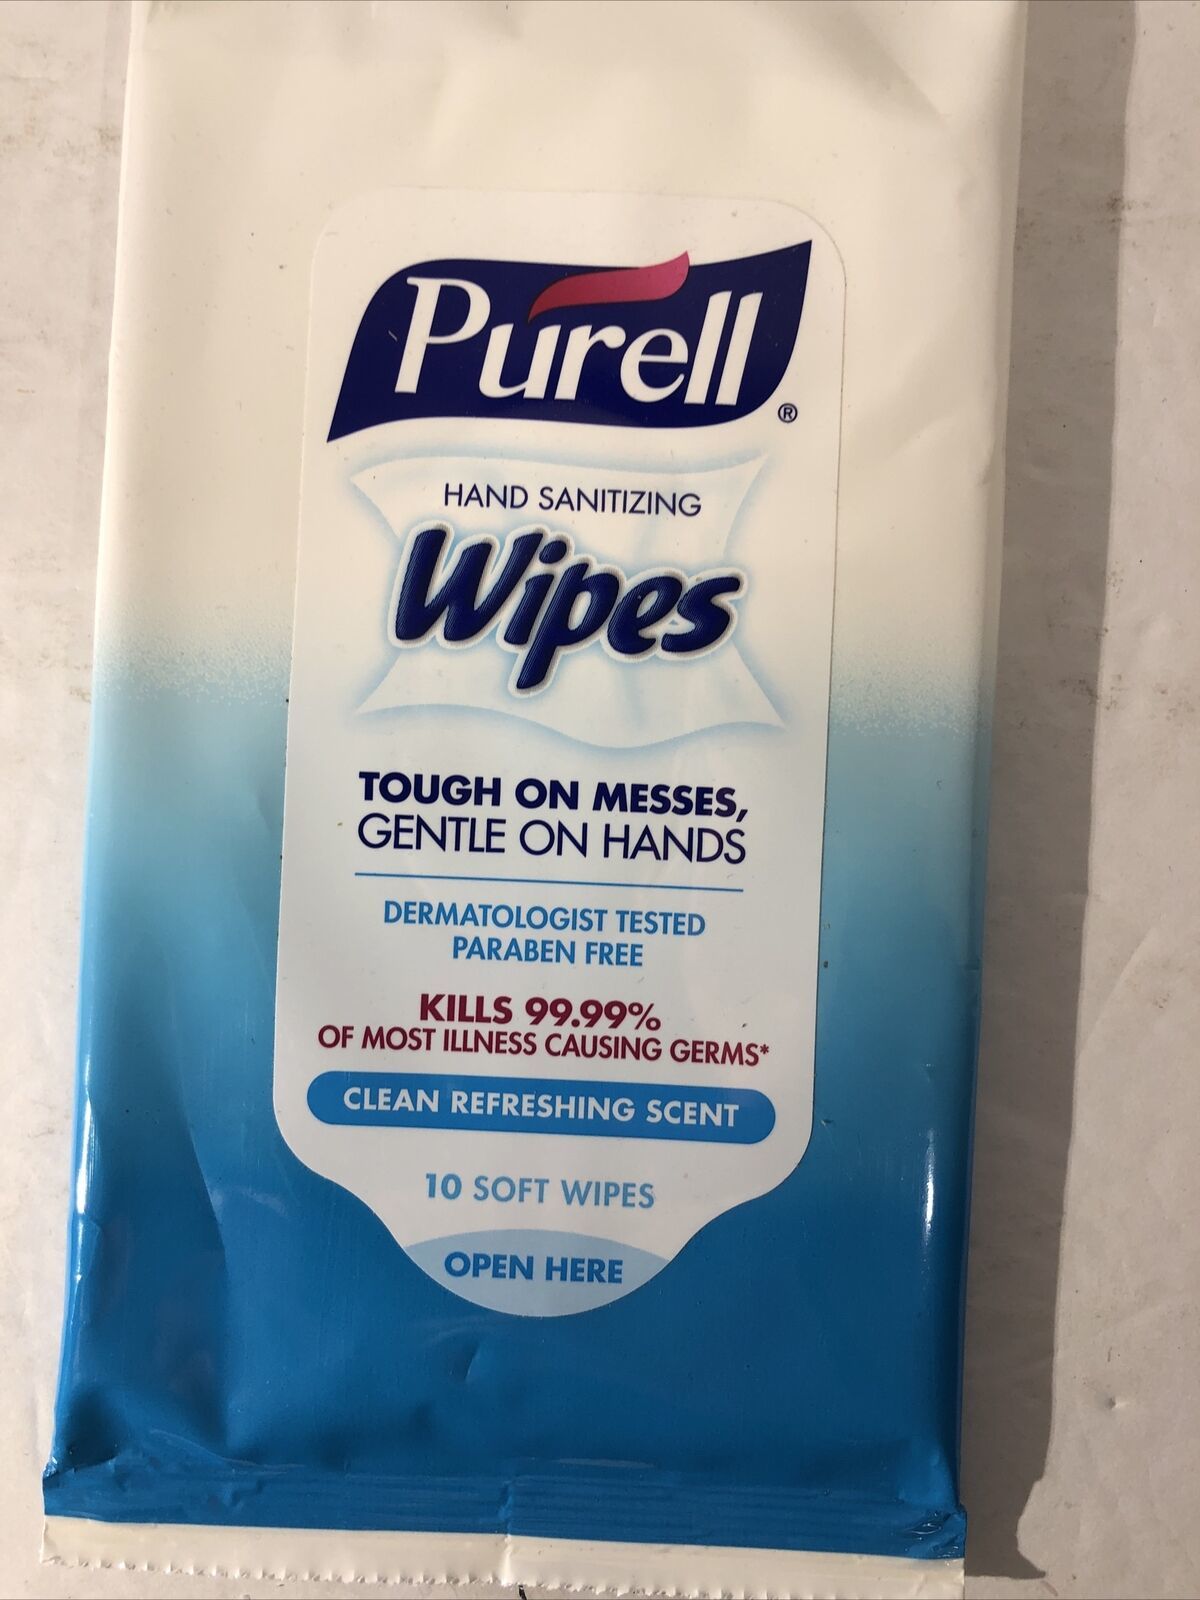 Purell®
HAND SANITIZING
Wipes
TOUGH ON MESSES,
GENTLE ON HANDS
DERMATOLOGIST TESTED
PARABEN FREE
KILLS 99.99%
OF MOST ILLNESS CAUSING GERMS*
CLEAN REFRESHING SCENT
10 SOFT WIPES
OPEN HERE